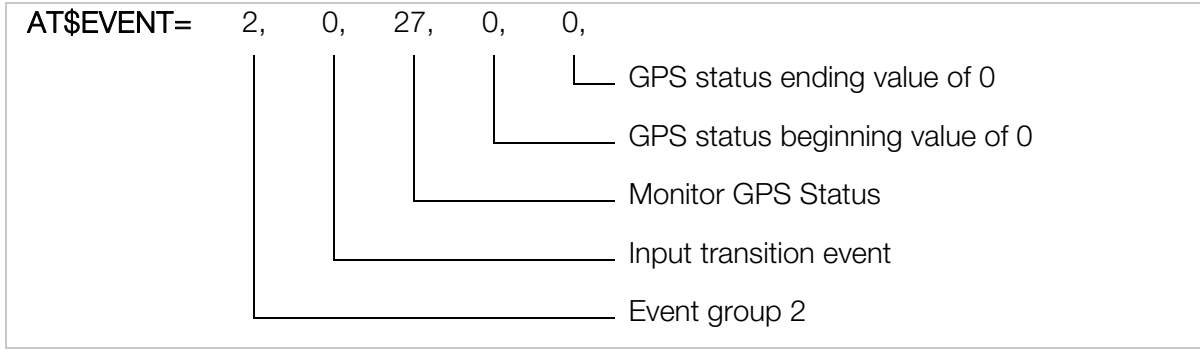 AT$EVENT= 2, 0, 27, 0, 0,
GPS status ending value of 0
GPS status beginning value of 0
Monitor GPS Status
Input transition event
Event group 2